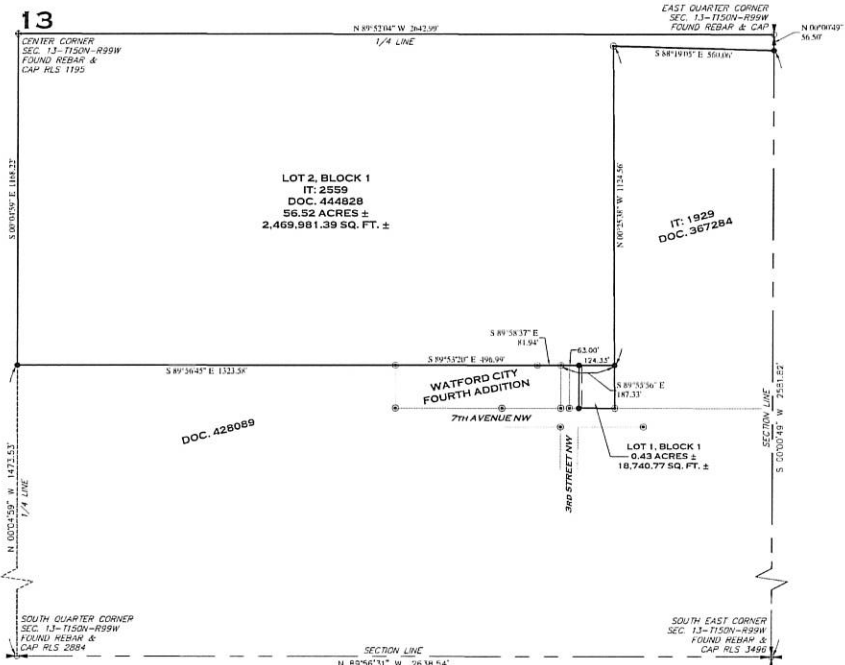 13
CENTER CORNER
SEC. 13-T150N-R99W
FOUND REBAR &
CAP RLS 1195
N 89°52'04" W 2642.99'
1/4 LINE
EAST QUARTER CORNER
SEC. 13-T150N-R99W
FOUND REBAR & CAP
N 00°00'49"
56.50'
S 88°19'05" E 560.06'
S 00°04'59" E 1168.22'
LOT 2, BLOCK 1
IT: 2559
DOC. 444828
56.52 ACRES ±
2,469,981.39 SQ. FT. ±
N 00°25'38" W 1124.56'
IT: 1929
DOC. 367284
S 89°58'37" E
81.94'
63.00'
124.33'
S 89°56'45" E 1323.58'
S 89°53'20" E 496.99'
S 89°55'56" E
187.33'
WATFORD CITY
FOURTH ADDITION
7TH AVENUE NW
3RD STREET NW
DOC. 428089
LOT 1, BLOCK 1
0.43 ACRES ±
18,740.77 SQ. FT. ±
SECTION LINE
S 00°00'49" W 2581.82'
N 00°04'59" W 1473.53'
1/4 LINE
SOUTH QUARTER CORNER
SEC. 13-T150N-R99W
FOUND REBAR &
CAP RLS 2884
SECTION LINE
N 89°56'31" W 2638.54'
SOUTH EAST CORNER
SEC. 13-T150N-R99W
FOUND REBAR &
CAP RLS 3496